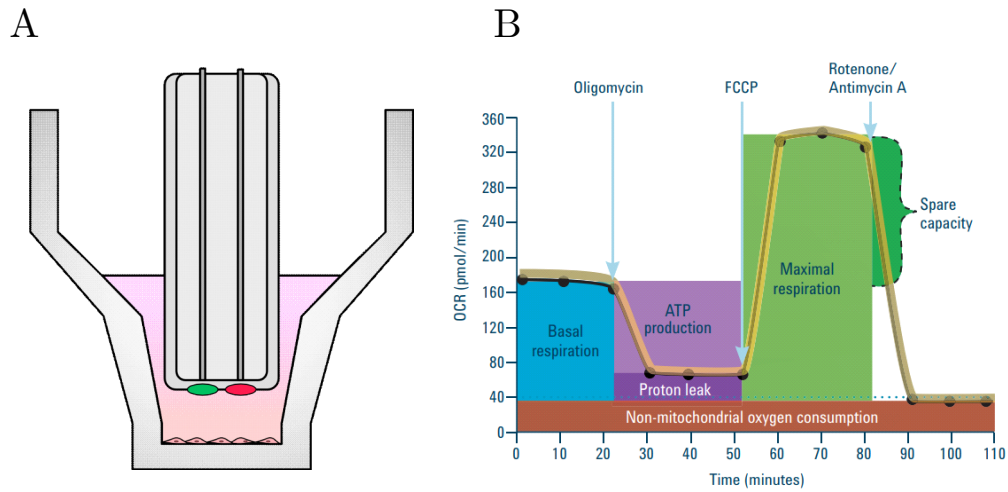 A
B
Oligomycin
FCCP
Rotenone/
Antimycin A
360
320
280
240
200
160
120
80
40
0
OCR (pmol/min)
Basal
respiration
ATP
production
Proton leak
Maximal
respiration
Spare
capacity
Non-mitochondrial oxygen consumption
0 10 20 30 40 50 60 70 80 90 100 110
Time (minutes)